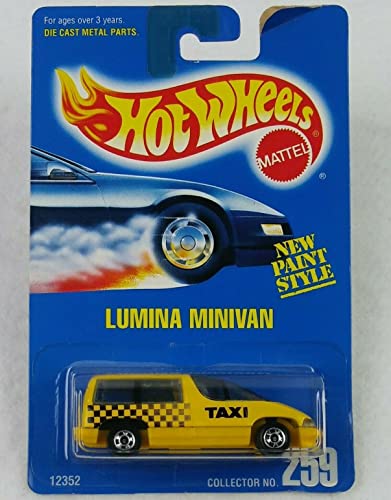 For ages over 3 years.
DIE CAST METAL PARTS.
Hot Wheels
®
MATTEL
®
NEW
PAINT
STYLE
LUMINA MINIVAN
TAXI
12352
COLLECTOR NO. 259